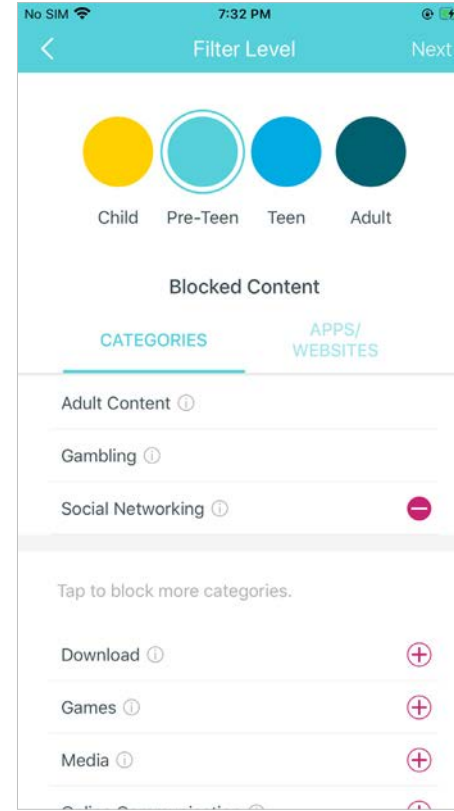 No SIM 7:32 PM
Filter Level Next
Child Pre-Teen Teen Adult
Blocked Content
CATEGORIES
APPS/
WEBSITES
Adult Content
Gambling
Social Networking
Tap to block more categories.
Download
Games
Media